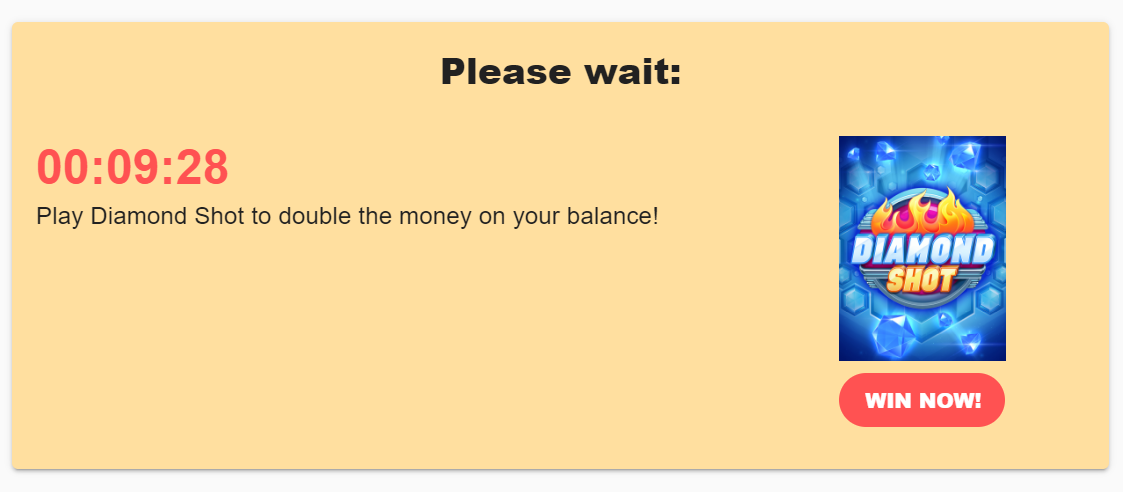 Please wait:
00:09:28
Play Diamond Shot to double the money on your balance!
DIAMOND
SHOT
WIN NOW!